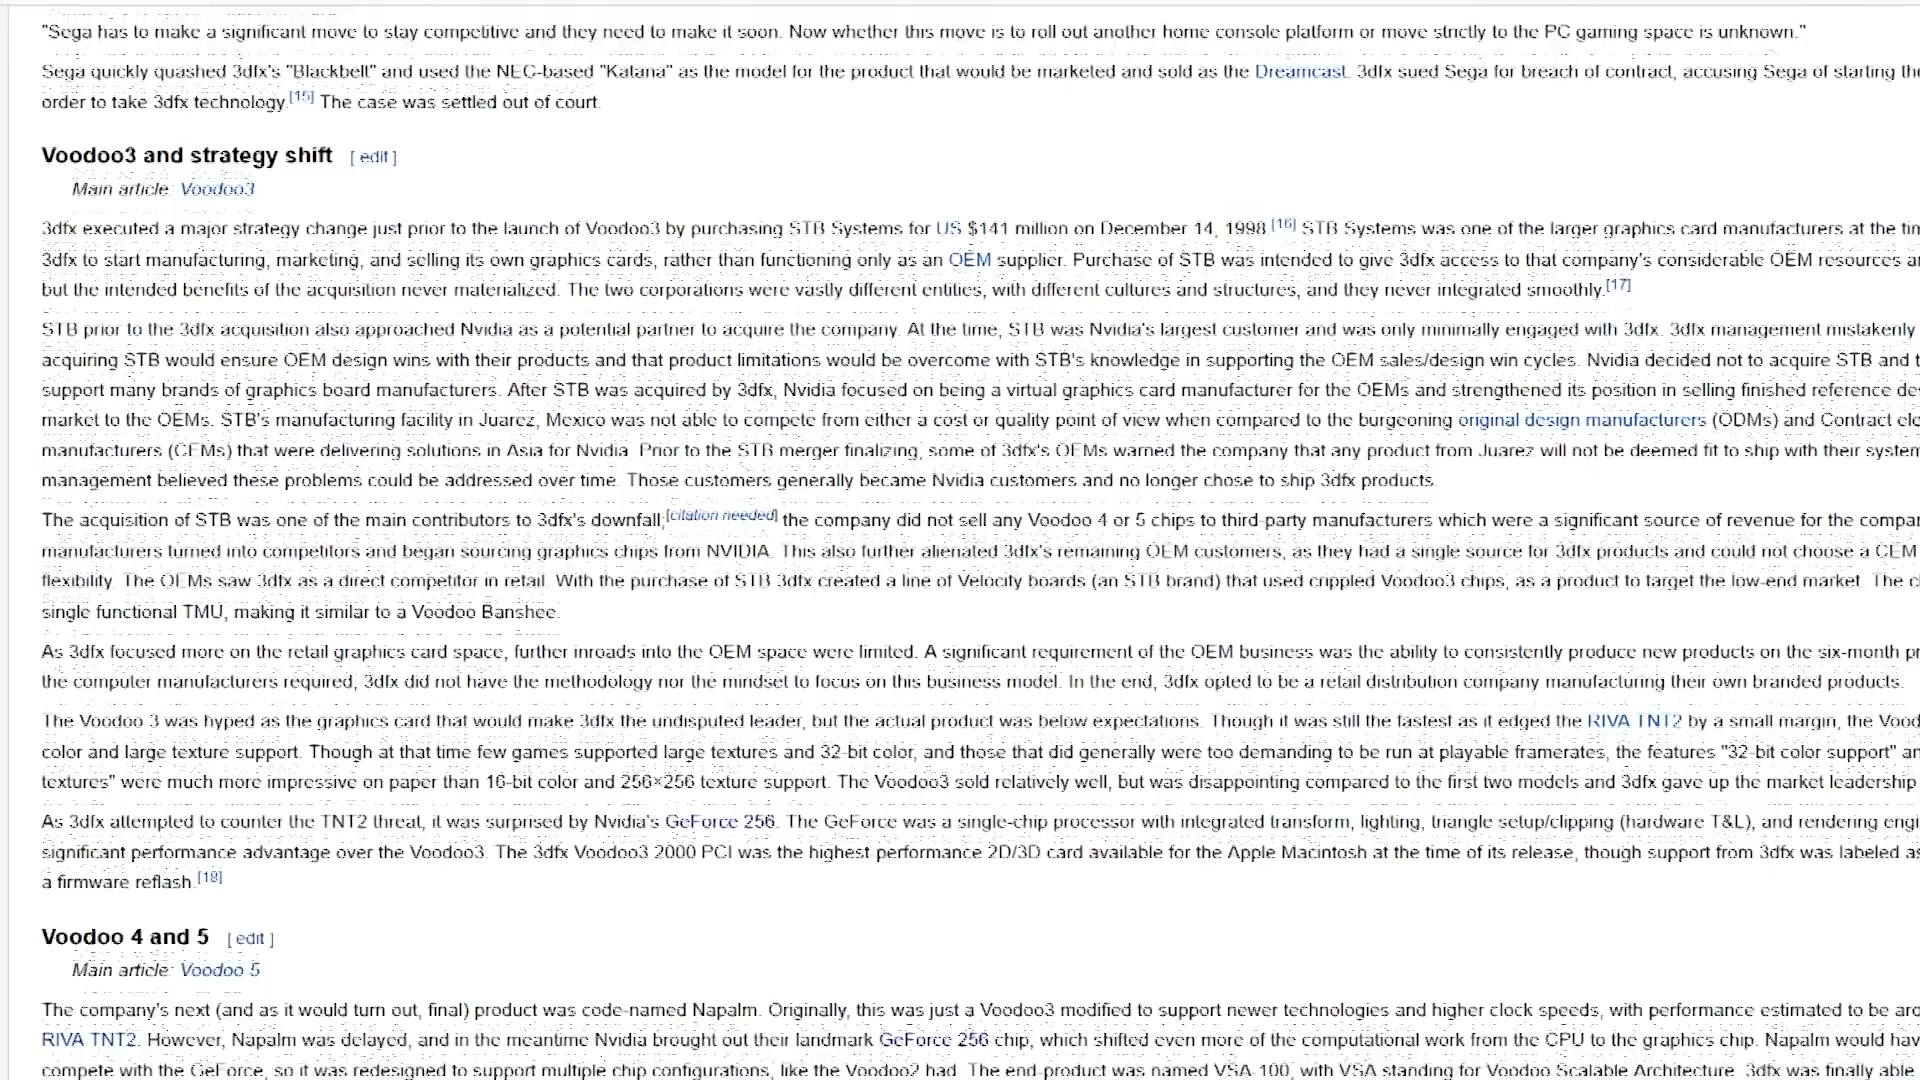 "Sega has to make a significant move to stay competitive and they need to make it soon. Now whether this move is to roll out another home console platform or move strictly to the PC gaming space is unknown."
Sega quickly quashed 3dfx's "Blackbelt" and used the NEC-based "Katana" as the model for the product that would be marketed and sold as the Dreamcast. 3dfx sued Sega for breach of contract, accusing Sega of starting
order to take 3dfx technology.[15] The case was settled out of court.
Voodoo3 and strategy shift [ edit ]
Main article: Voodoo3
3dfx executed a major strategy change just prior to the launch of Voodoo3 by purchasing STB Systems for US $141 million on December 14, 1998.[16] STB Systems was one of the larger graphics card manufacturers at the
3dfx to start manufacturing, marketing, and selling its own graphics cards, rather than functioning only as an OEM supplier. Purchase of STB was intended to give 3dfx access to that company's considerable OEM resources
but the intended benefits of the acquisition never materialized. The two corporations were vastly different entities, with different cultures and structures, and they never integrated smoothly.[17]
STB prior to the 3dfx acquisition also approached Nvidia as a potential partner to acquire the company. At the time, STB was Nvidia's largest customer and was only minimally engaged with 3dfx. 3dfx management mistakenly
acquiring STB would ensure OEM design wins with their products and that product limitations would be overcome with STB's knowledge in supporting the OEM sales/design win cycles. Nvidia decided not to acquire STB and
support many brands of graphics board manufacturers. After STB was acquired by 3dfx, Nvidia focused on being a virtual graphics card manufacturer for the OEMs and strengthened its position in selling finished reference
market to the OEMs. STB's manufacturing facility in Juarez, Mexico was not able to compete from either a cost or quality point of view when compared to the burgeoning original design manufacturers (ODMs) and Contract
manufacturers (CEMs) that were delivering solutions in Asia for Nvidia. Prior to the STB merger finalizing, some of 3dfx's OEMs warned the company that any product from Juarez will not be deemed fit to ship with their
management believed these problems could be addressed over time. Those customers generally became Nvidia customers and no longer chose to ship 3dfx products.
The acquisition of STB was one of the main contributors to 3dfx's downfall;[citation needed] the company did not sell any Voodoo 4 or 5 chips to third-party manufacturers which were a significant source of revenue for the
manufacturers turned into competitors and began sourcing graphics chips from NVIDIA. This also further alienated 3dfx's remaining OEM customers, as they had a single source for 3dfx products and could not choose a CEM
flexibility. The OEMs saw 3dfx as a direct competitor in retail. With the purchase of STB 3dfx created a line of Velocity boards (an STB brand) that used crippled Voodoo3 chips, as a product to target the low-end market. The
single functional TMU, making it similar to a Voodoo Banshee.
As 3dfx focused more on the retail graphics card space, further inroads into the OEM space were limited. A significant requirement of the OEM business was the ability to consistently produce new products on the six-month
the computer manufacturers required, 3dfx did not have the methodology nor the mindset to focus on this business model. In the end, 3dfx opted to be a retail distribution company manufacturing their own branded products.
The Voodoo 3 was hyped as the graphics card that would make 3dfx the undisputed leader, but the actual product was below expectations. Though it was still the fastest as it edged the RIVA TNT2 by a small margin, the
color and large texture support. Though at that time few games supported large textures and 32-bit color, and those that did generally were too demanding to be run at playable framerates, the features "32-bit color support"
textures" were much more impressive on paper than 16-bit color and 256×256 texture support. The Voodoo3 sold relatively well, but was disappointing compared to the first two models and 3dfx gave up the market leadership
As 3dfx attempted to counter the TNT2 threat, it was surprised by Nvidia's GeForce 256. The GeForce was a single-chip processor with integrated transform, lighting, triangle setup/clipping (hardware T&L), and rendering
significant performance advantage over the Voodoo3. The 3dfx Voodoo3 2000 PCI was the highest performance 2D/3D card available for the Apple Macintosh at the time of its release, though support from 3dfx was labeled
a firmware reflash.[18]
Voodoo 4 and 5 [ edit ]
Main article: Voodoo 5
The company's next (and as it would turn out, final) product was code-named Napalm. Originally, this was just a Voodoo3 modified to support newer technologies and higher clock speeds, with performance estimated to be
RIVA TNT2. However, Napalm was delayed, and in the meantime Nvidia brought out their landmark GeForce 256 chip, which shifted even more of the computational work from the CPU to the graphics chip. Napalm would
compete with the GeForce, so it was redesigned to support multiple chip configurations, like the Voodoo2 had. The end-product was named VSA-100, with VSA standing for Voodoo Scalable Architecture. 3dfx was finally able